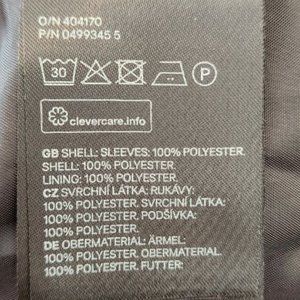 O/N 404170
P/N 0499345 5
30 P
clevercare.info
GB SHELL: SLEEVES: 100% POLYESTER.
SHELL: 100% POLYESTER.
LINING: 100% POLYESTER.
CZ SVRCHNÍ LÁTKA: RUKÁVY:
100% POLYESTER. SVRCHNÍ LÁTKA:
100% POLYESTER. PODŠÍVKA:
100% POLYESTER.
DE OBERMATERIAL: ÄRMEL:
100% POLYESTER. OBERMATERIAL:
100% POLYESTER. FUTTER: